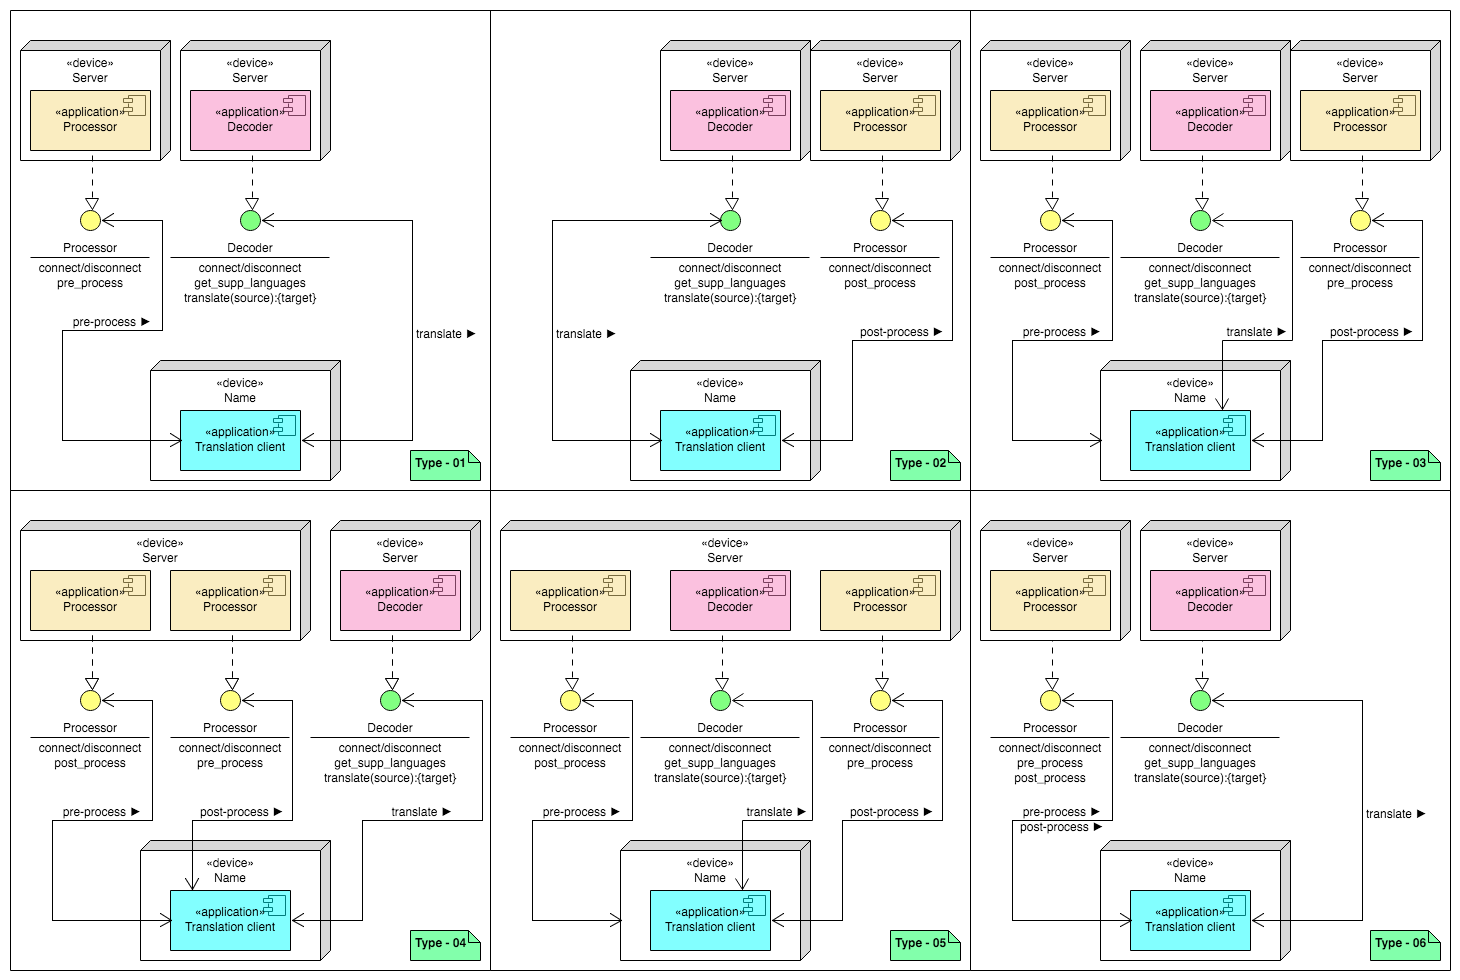 «device»
Server
«application»
Processor
«device»
Server
«application»
Decoder
Processor
connect/disconnect
pre_process
Decoder
connect/disconnect
get_supp_languages
translate(source):{target}
pre-process ►
translate ►
«device»
Name
«application»
Translation client
Type - 01
«device»
Server
«application»
Decoder
«device»
Server
«application»
Processor
Decoder
connect/disconnect
get_supp_languages
translate(source):{target}
Processor
connect/disconnect
post_process
translate ►
post-process ►
«device»
Name
«application»
Translation client
Type - 02
«device»
Server
«application»
Processor
«device»
Server
«application»
Decoder
«device»
Server
«application»
Processor
Processor
connect/disconnect
post_process
Decoder
connect/disconnect
get_supp_languages
translate(source):{target}
Processor
connect/disconnect
pre_process
pre-process ►
translate ►
post-process ►
«device»
Name
«application»
Translation client
Type - 03
«device»
Server
«application»
Processor
«application»
Processor
«device»
Server
«application»
Decoder
Processor
connect/disconnect
post_process
Processor
connect/disconnect
pre_process
Decoder
connect/disconnect
get_supp_languages
translate(source):{target}
pre-process ►
post-process ►
translate ►
«device»
Name
«application»
Translation client
Type - 04
«device»
Server
«application»
Processor
«application»
Decoder
«application»
Processor
Processor
connect/disconnect
post_process
Decoder
connect/disconnect
get_supp_languages
translate(source):{target}
Processor
connect/disconnect
pre_process
pre-process ►
translate ►
post-process ►
«device»
Name
«application»
Translation client
Type - 05
«device»
Server
«application»
Processor
«device»
Server
«application»
Decoder
Processor
connect/disconnect
pre_process
post_process
Decoder
connect/disconnect
get_supp_languages
translate(source):{target}
pre-process ►
post-process ►
translate ►
«device»
Name
«application»
Translation client
Type - 06